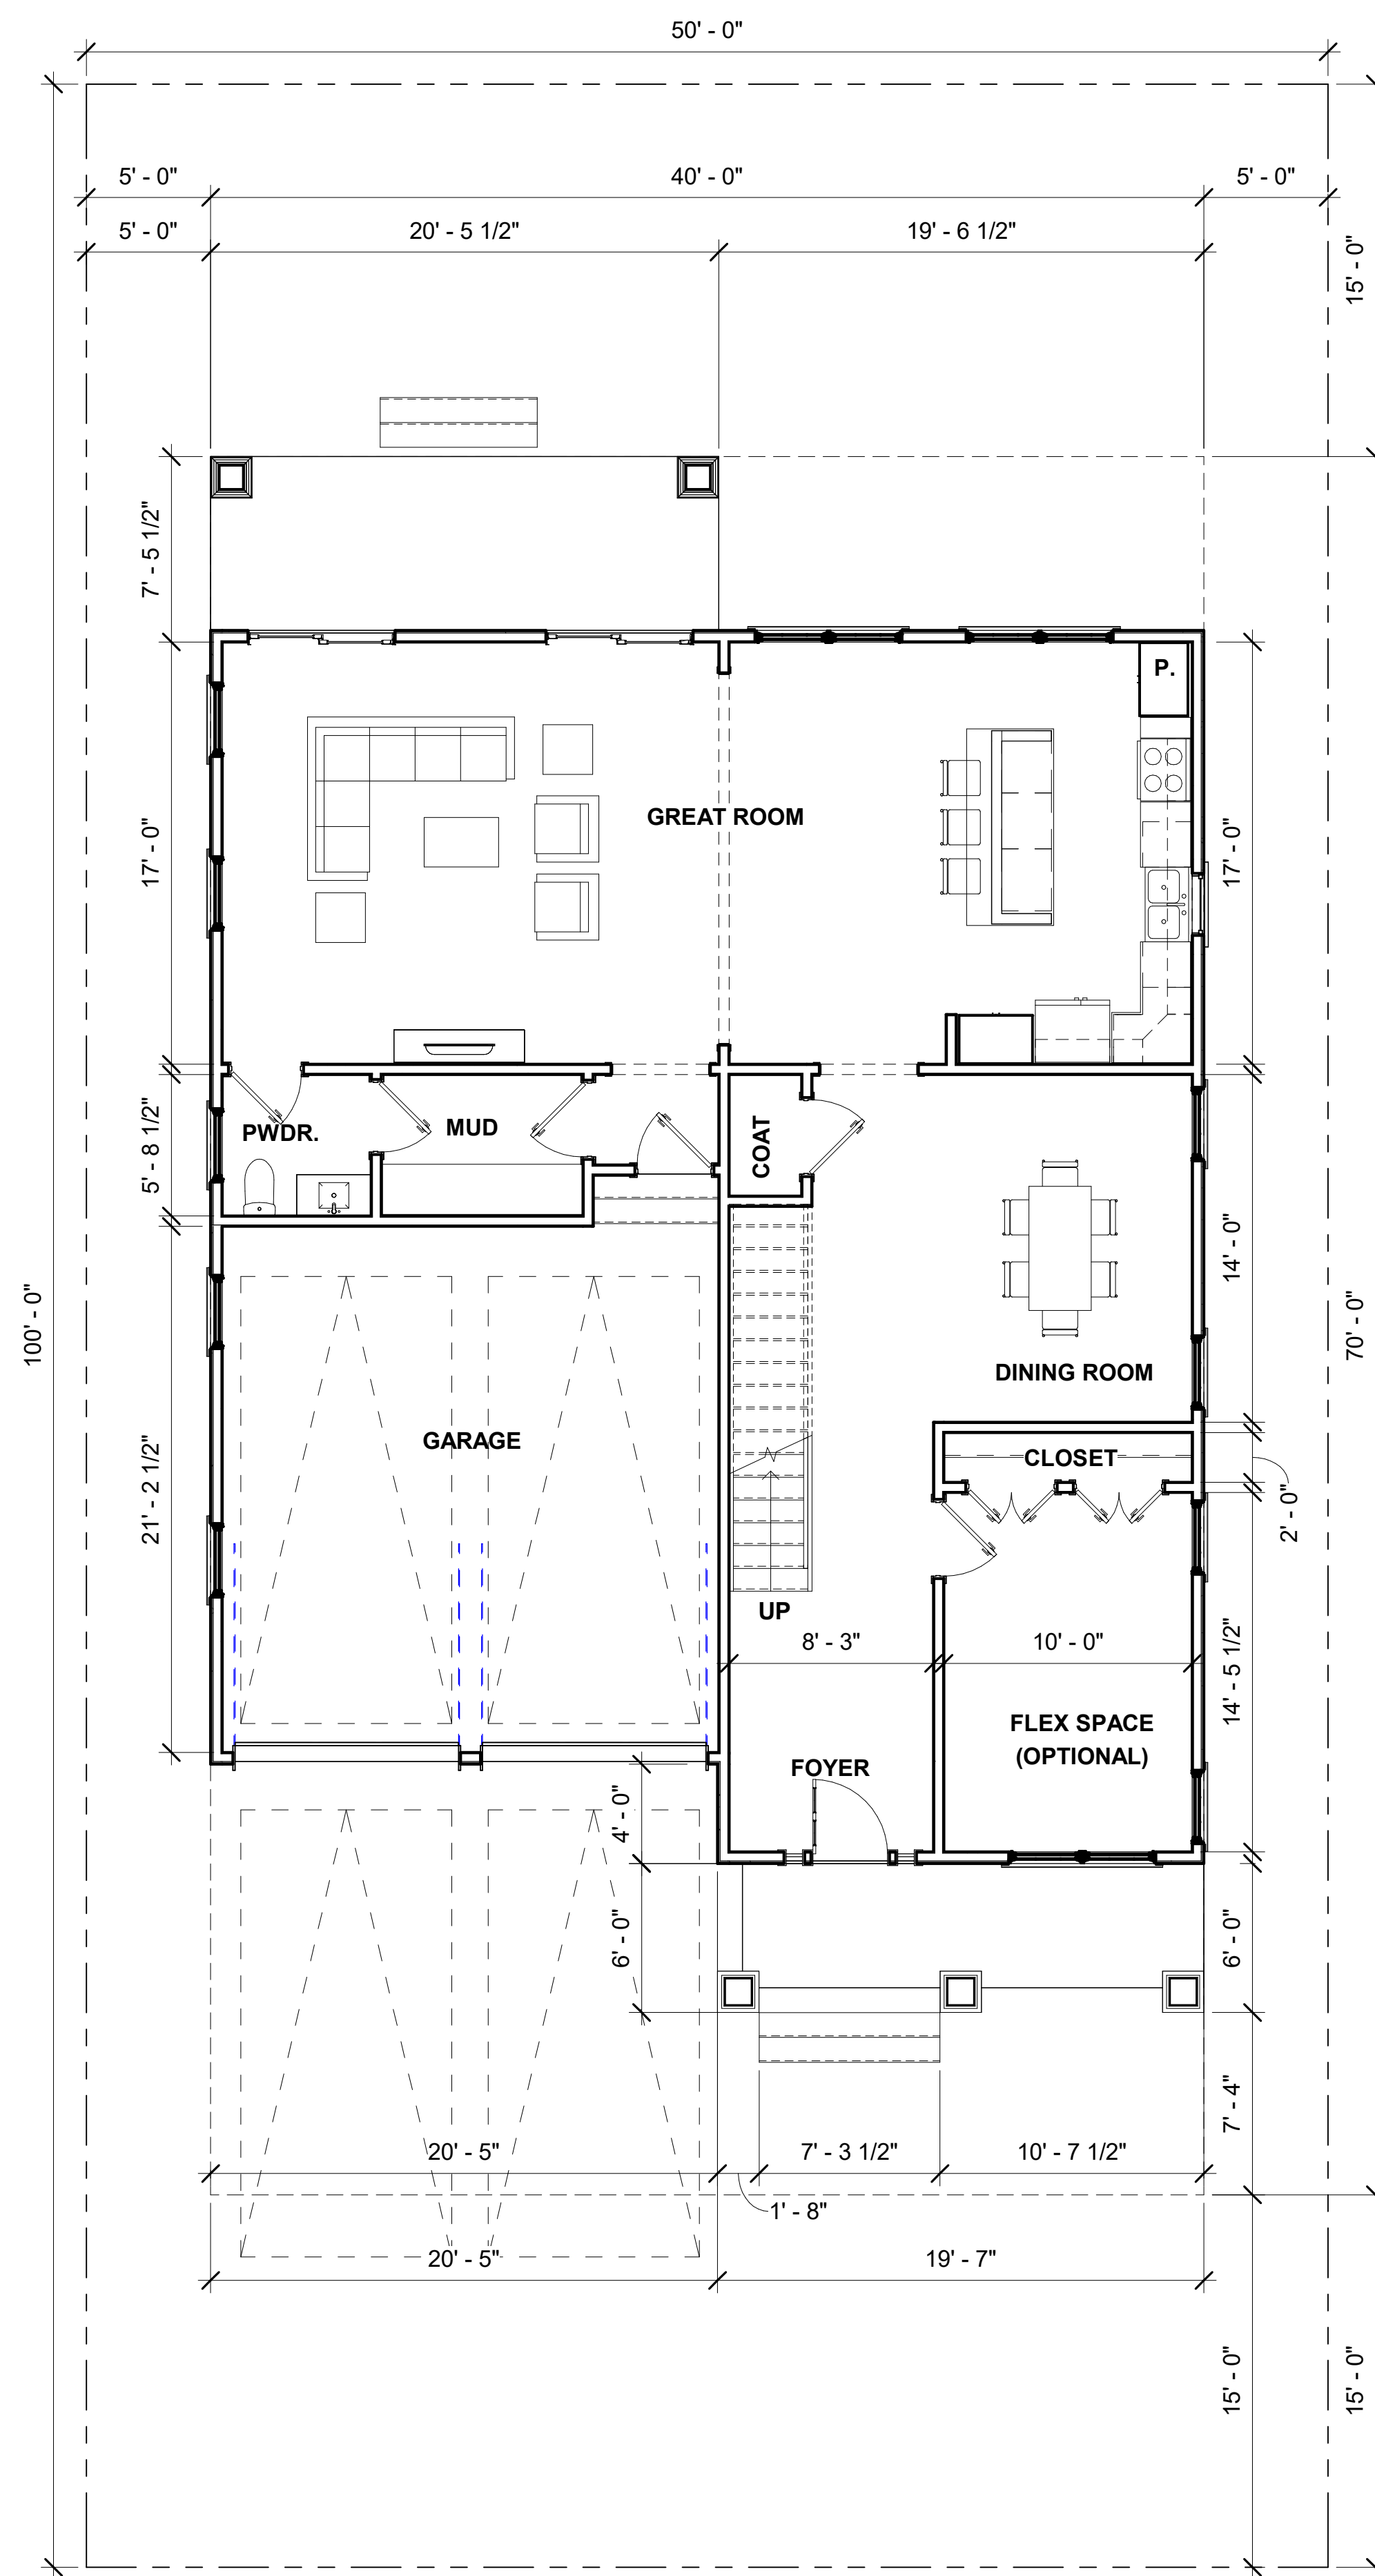 50' - 0"
5' - 0"
40' - 0"
5' - 0"
5' - 0"
20' - 5 1/2"
19' - 6 1/2"
15' - 0"
7' - 5 1/2"
P.
GREAT ROOM
17' - 0"
17' - 0"
PWDR.
MUD
COAT
5' - 8 1/2"
14' - 0"
100' - 0"
70' - 0"
DINING ROOM
GARAGE
CLOSET
21' - 2 1/2"
2' - 0"
UP
8' - 3"
10' - 0"
14' - 5 1/2"
FLEX SPACE
(OPTIONAL)
FOYER
4' - 0"
6' - 0"
6' - 0"
7' - 4"
20' - 5"
7' - 3 1/2"
10' - 7 1/2"
1' - 8"
20' - 5"
19' - 7"
15' - 0"
15' - 0"